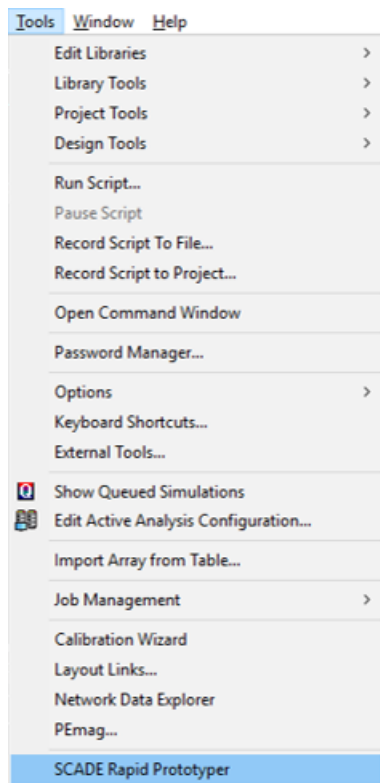 Tools Window Help
Edit Libraries
Library Tools
Project Tools
Design Tools
Run Script...
Pause Script
Record Script To File...
Record Script to Project...
Open Command Window
Password Manager...
Options
Keyboard Shortcuts...
External Tools...
Show Queued Simulations
Edit Active Analysis Configuration...
Import Array from Table...
Job Management
Calibration Wizard
Layout Links...
Network Data Explorer
PEmag...
SCADE Rapid Prototyper